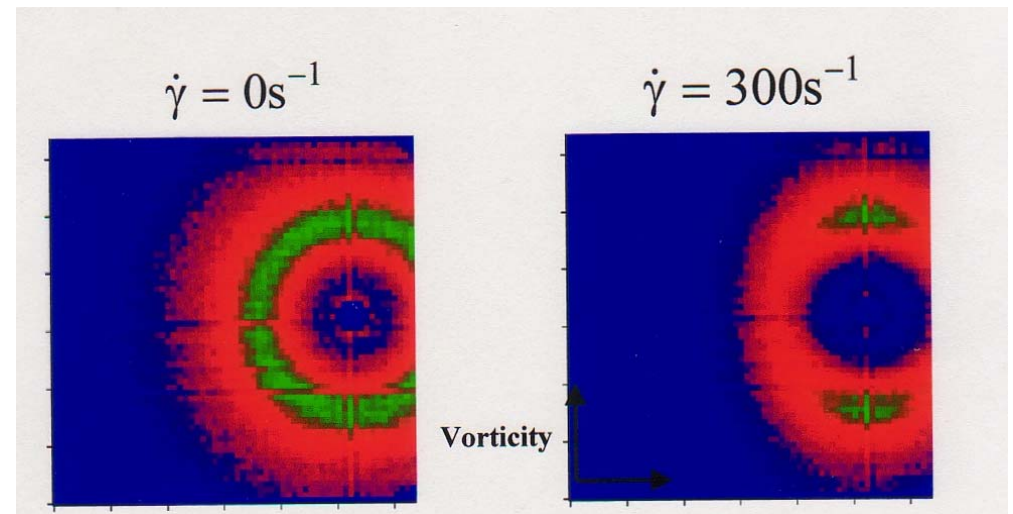 γ̇ = 0s⁻¹
γ̇ = 300s⁻¹
Vorticity